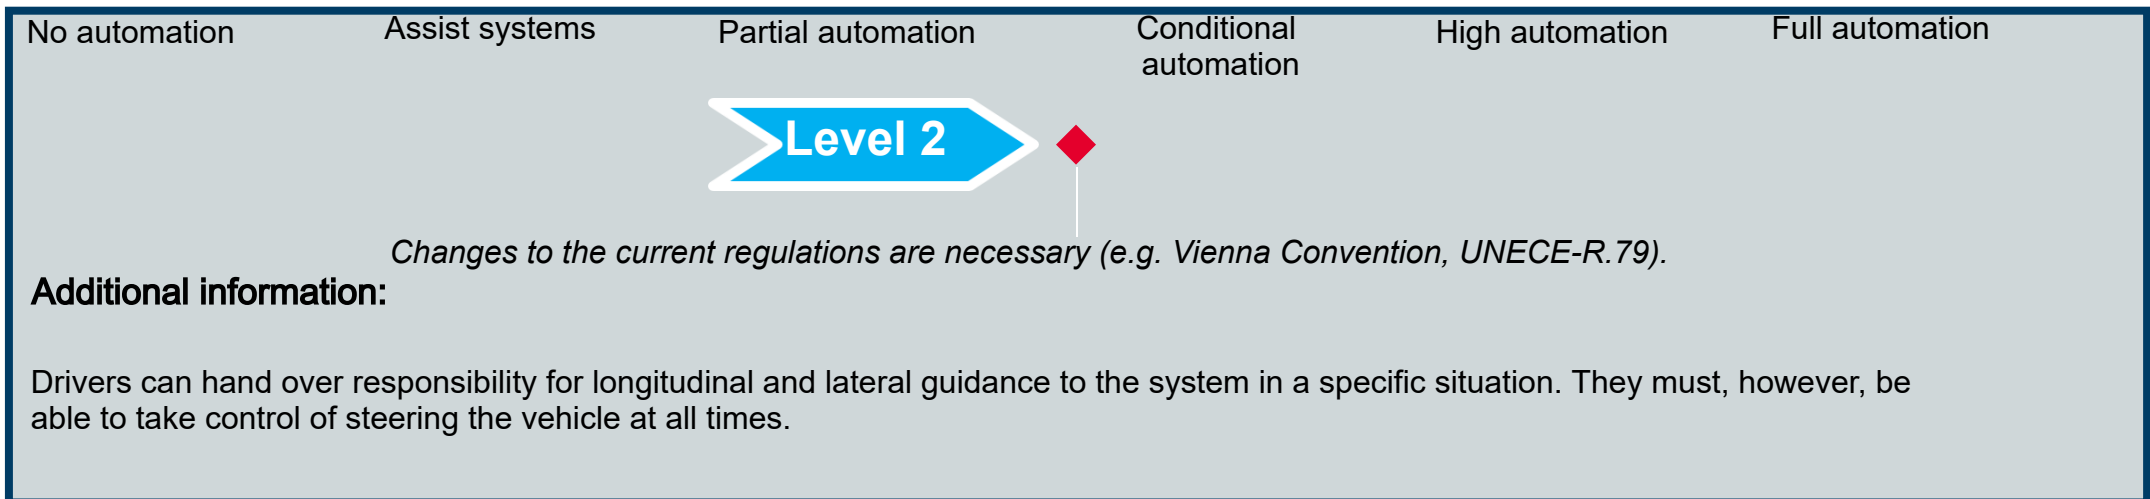 No automation
Assist systems
Partial automation
Conditional
automation
High automation
Full automation
Level 2
Changes to the current regulations are necessary (e.g. Vienna Convention, UNECE-R.79).
Additional information:
Drivers can hand over responsibility for longitudinal and lateral guidance to the system in a specific situation. They must, however, be
able to take control of steering the vehicle at all times.